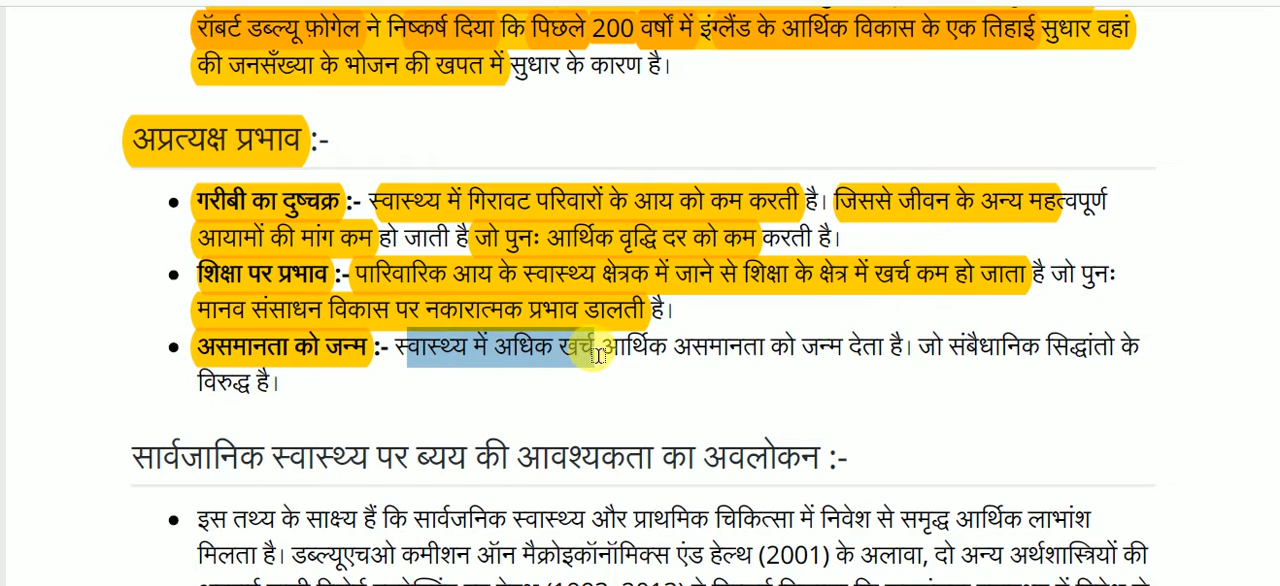 रॉबर्ट डब्ल्यू फ़ोगेल ने निष्कर्ष दिया कि पिछले 200 वर्षों में इंग्लैंड के आर्थिक विकास के एक तिहाई सुधार वहां
की जनसँख्या के भोजन की खपत में सुधार के कारण है।
अप्रत्यक्ष प्रभाव :-
• गरीबी का दुष्चक्र :- स्वास्थ्य में गिरावट परिवारों के आय को कम करती है। जिससे जीवन के अन्य महत्वपूर्ण
आयामों की मांग कम हो जाती है जो पुनः आर्थिक वृद्धि दर को कम करती है।
• शिक्षा पर प्रभाव :- पारिवारिक आय के स्वास्थ्य क्षेत्रक में जाने से शिक्षा के क्षेत्र में खर्च कम हो जाता है जो पुनः
मानव संसाधन विकास पर नकारात्मक प्रभाव डालती है।
• असमानता को जन्म :- स्वास्थ्य में अधिक खर्च आर्थिक असमानता को जन्म देता है। जो संबैधानिक सिद्धांतो के
विरुद्ध है।
सार्वजानिक स्वास्थ्य पर ब्यय की आवश्यकता का अवलोकन :-
• इस तथ्य के साक्ष्य हैं कि सार्वजनिक स्वास्थ्य और प्राथमिक चिकित्सा में निवेश से समृद्ध आर्थिक लाभांश
मिलता है। डब्ल्यूएचओ कमीशन ऑन मैक्रोइकॉनॉमिक्स एंड हेल्थ (2001) के अलावा, दो अन्य अर्थशास्त्रियों की